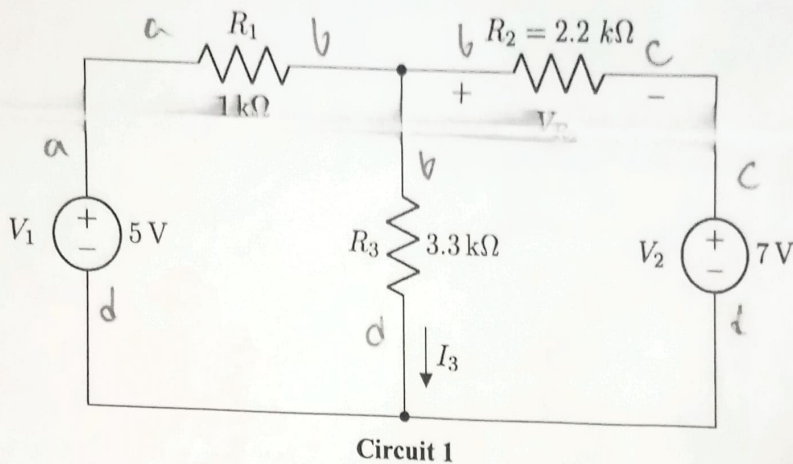 a R₁ b b R₂ = 2.2 kΩ c
+ −
1 kΩ
a b c
V₁ + − 5 V R₃ 3.3 kΩ V₂ + − 7 V
d d
I₃
Circuit 1